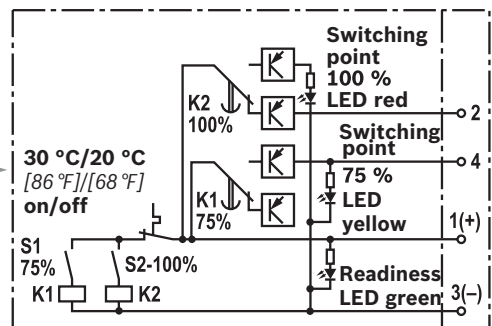 Switching
point
100 %
LED red
K2
100%
2
Switching
point
75 %
LED
yellow
4
30 °C/20 °C
[86 °F]/[68 °F]
on/off
K1
75%
1(+)
S1
75%
S2-100%
K1
K2
Readiness
LED green
3(–)